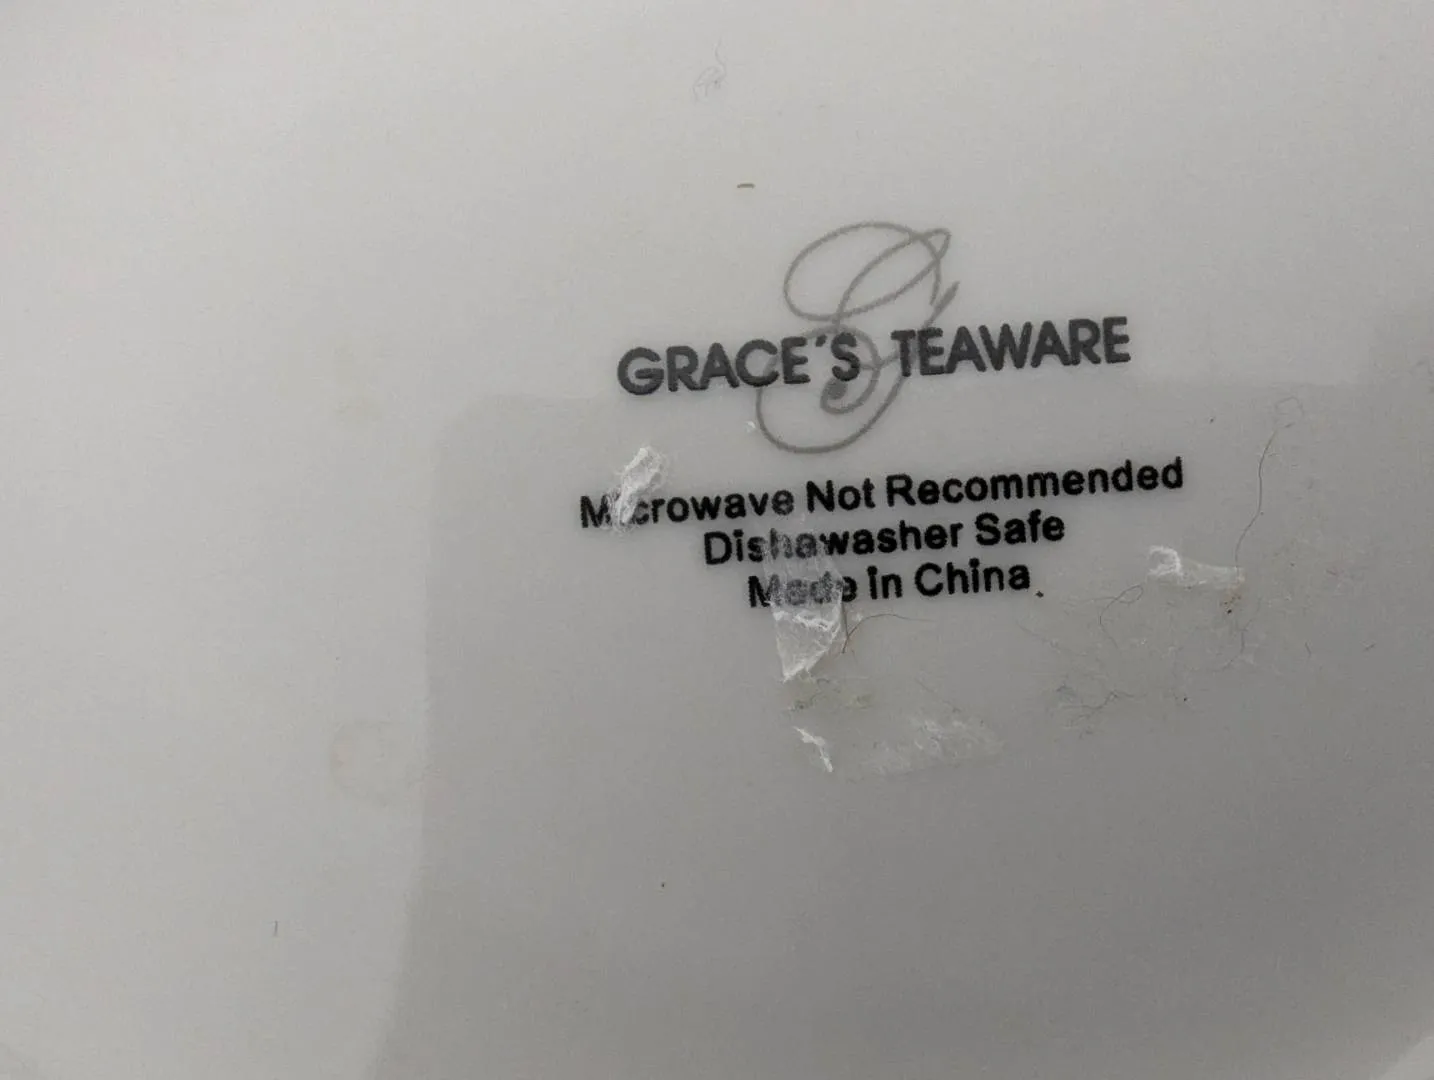 GRACE'S TEAWARE
Microwave Not Recommended
Dishawasher Safe
Made in China